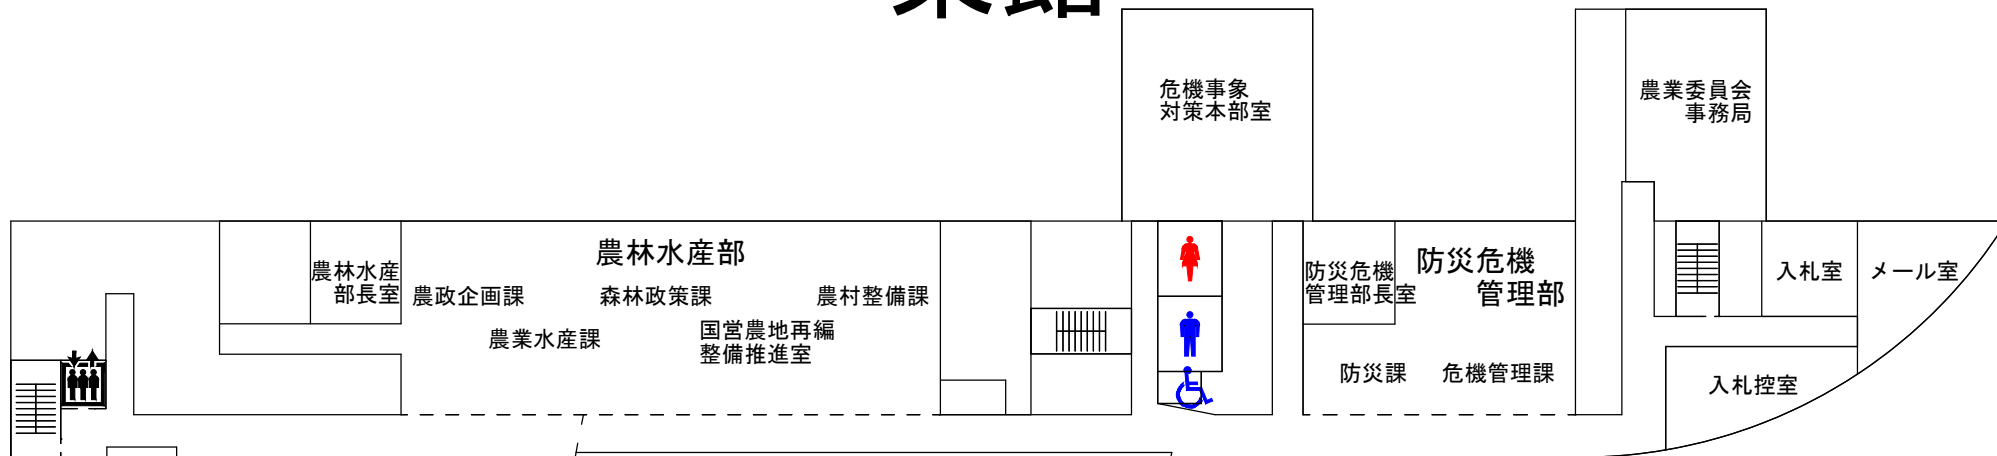 危機事象
対策本部室
農業委員会
事務局
農林水産部
農林水産
部長室
農政企画課
森林政策課
農村整備課
農業水産課
国営農地再編
整備推進室
防災危機
管理部長室
防災危機
管理部
防災課
危機管理課
入札室
メール室
入札控室